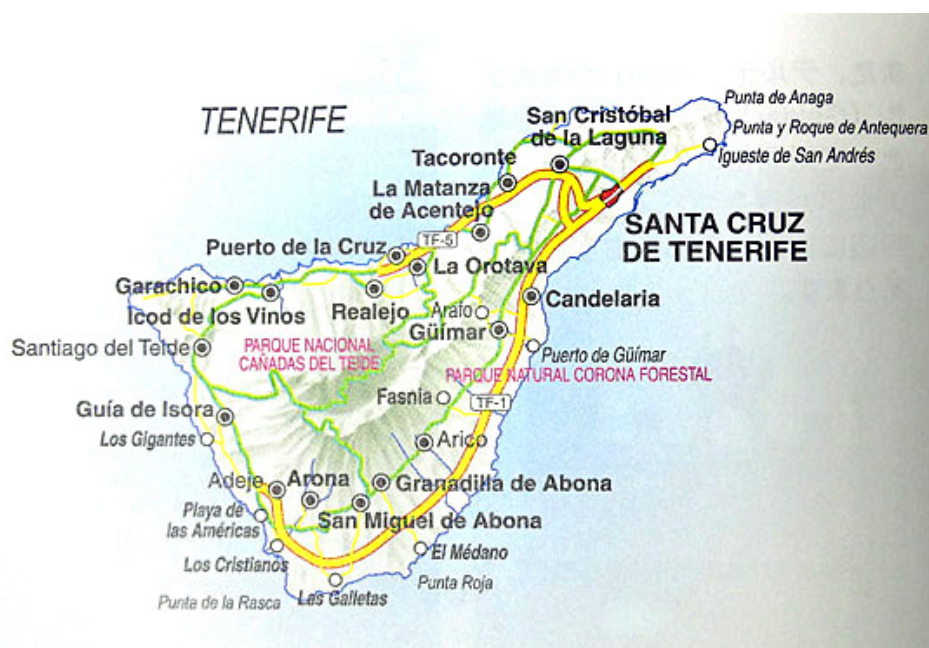 TENERIFE
Punta de Anaga
San Cristóbal
de la Laguna
Punta y Roque de Antequera
Igueste de San Andrés
Tacoronte
La Matanza
de Acentejo
SANTA CRUZ
DE TENERIFE
Puerto de la Cruz
TF-5
La Orotava
Garachico
Icod de los Vinos
Realejo
Arafo
Candelaria
Güímar
Santiago del Teide
PARQUE NACIONAL
CAÑADAS DEL TEIDE
Puerto de Güímar
PARQUE NATURAL CORONA FORESTAL
Fasnia
TF-1
Guía de Isora
Los Gigantes
Arico
Adeje
Arona
Granadilla de Abona
Playa de
las Américas
San Miguel de Abona
Los Cristianos
El Médano
Punta Roja
Punta de la Rasca
Las Galletas